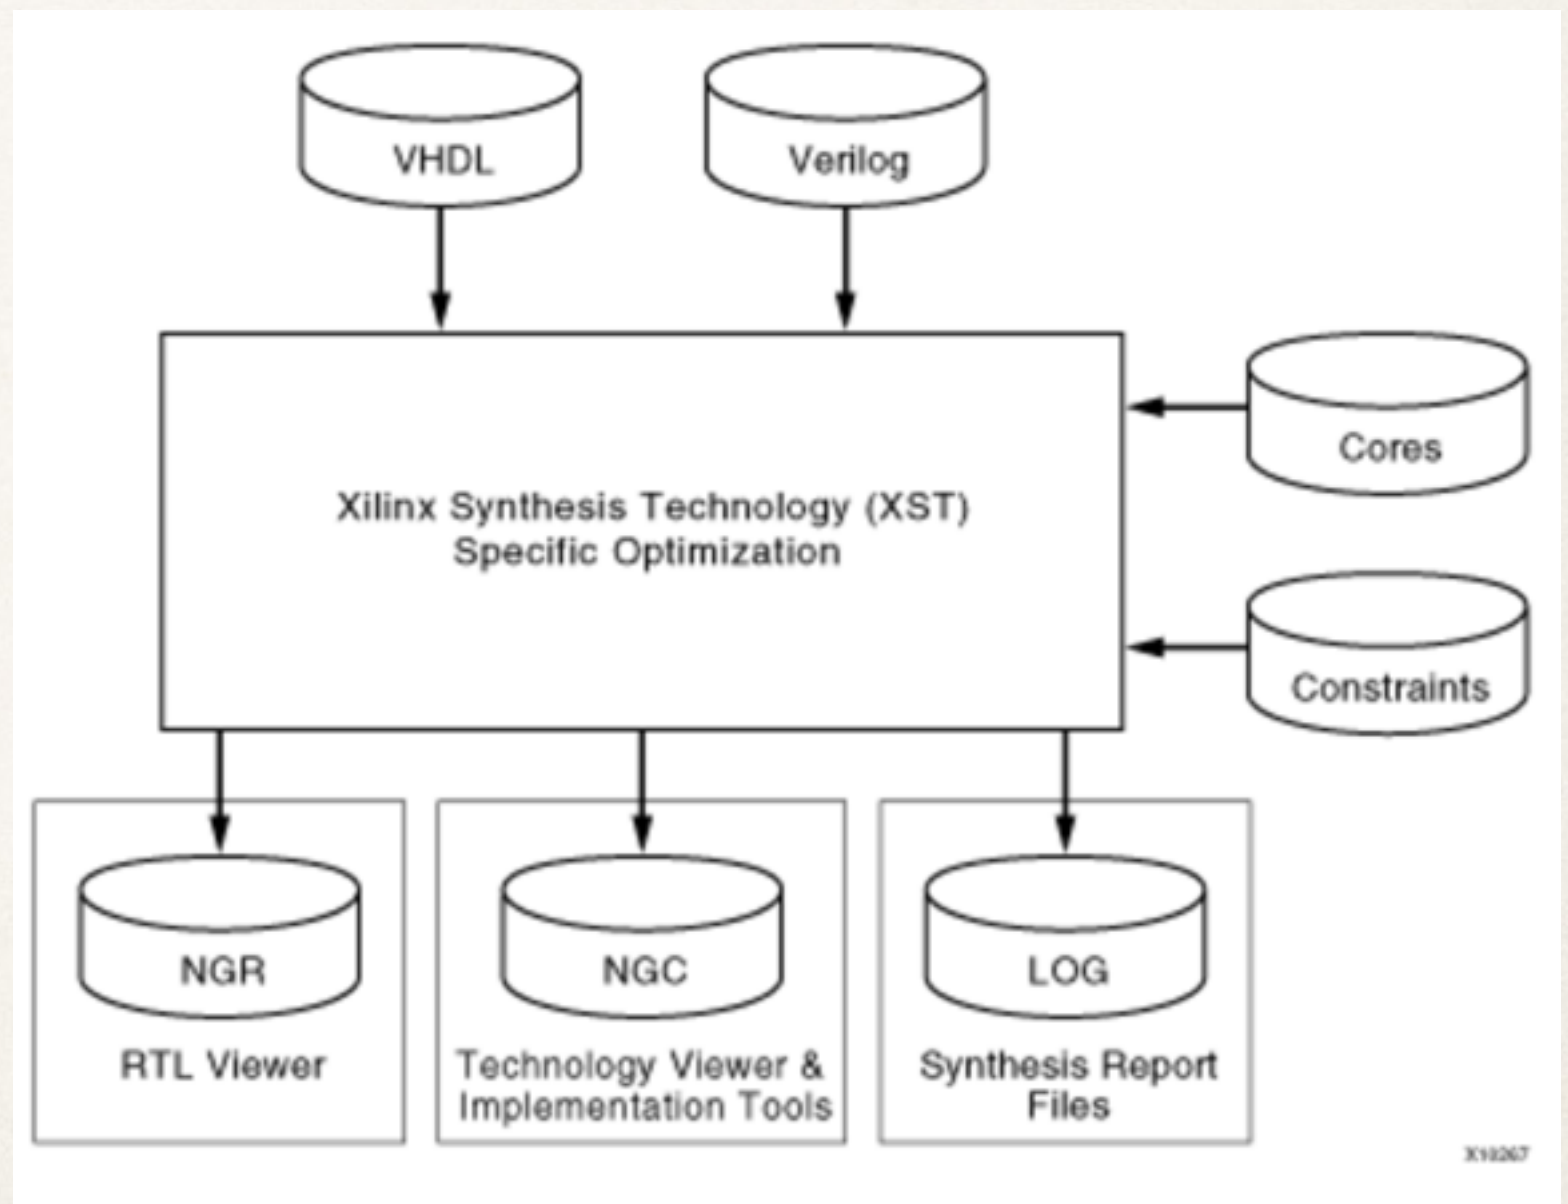 VHDL
Verilog
Cores
Xilinx Synthesis Technology (XST)
Specific Optimization
Constraints
NGR
NGC
LOG
RTL Viewer
Technology Viewer &
Implementation Tools
Synthesis Report
Files
X10267